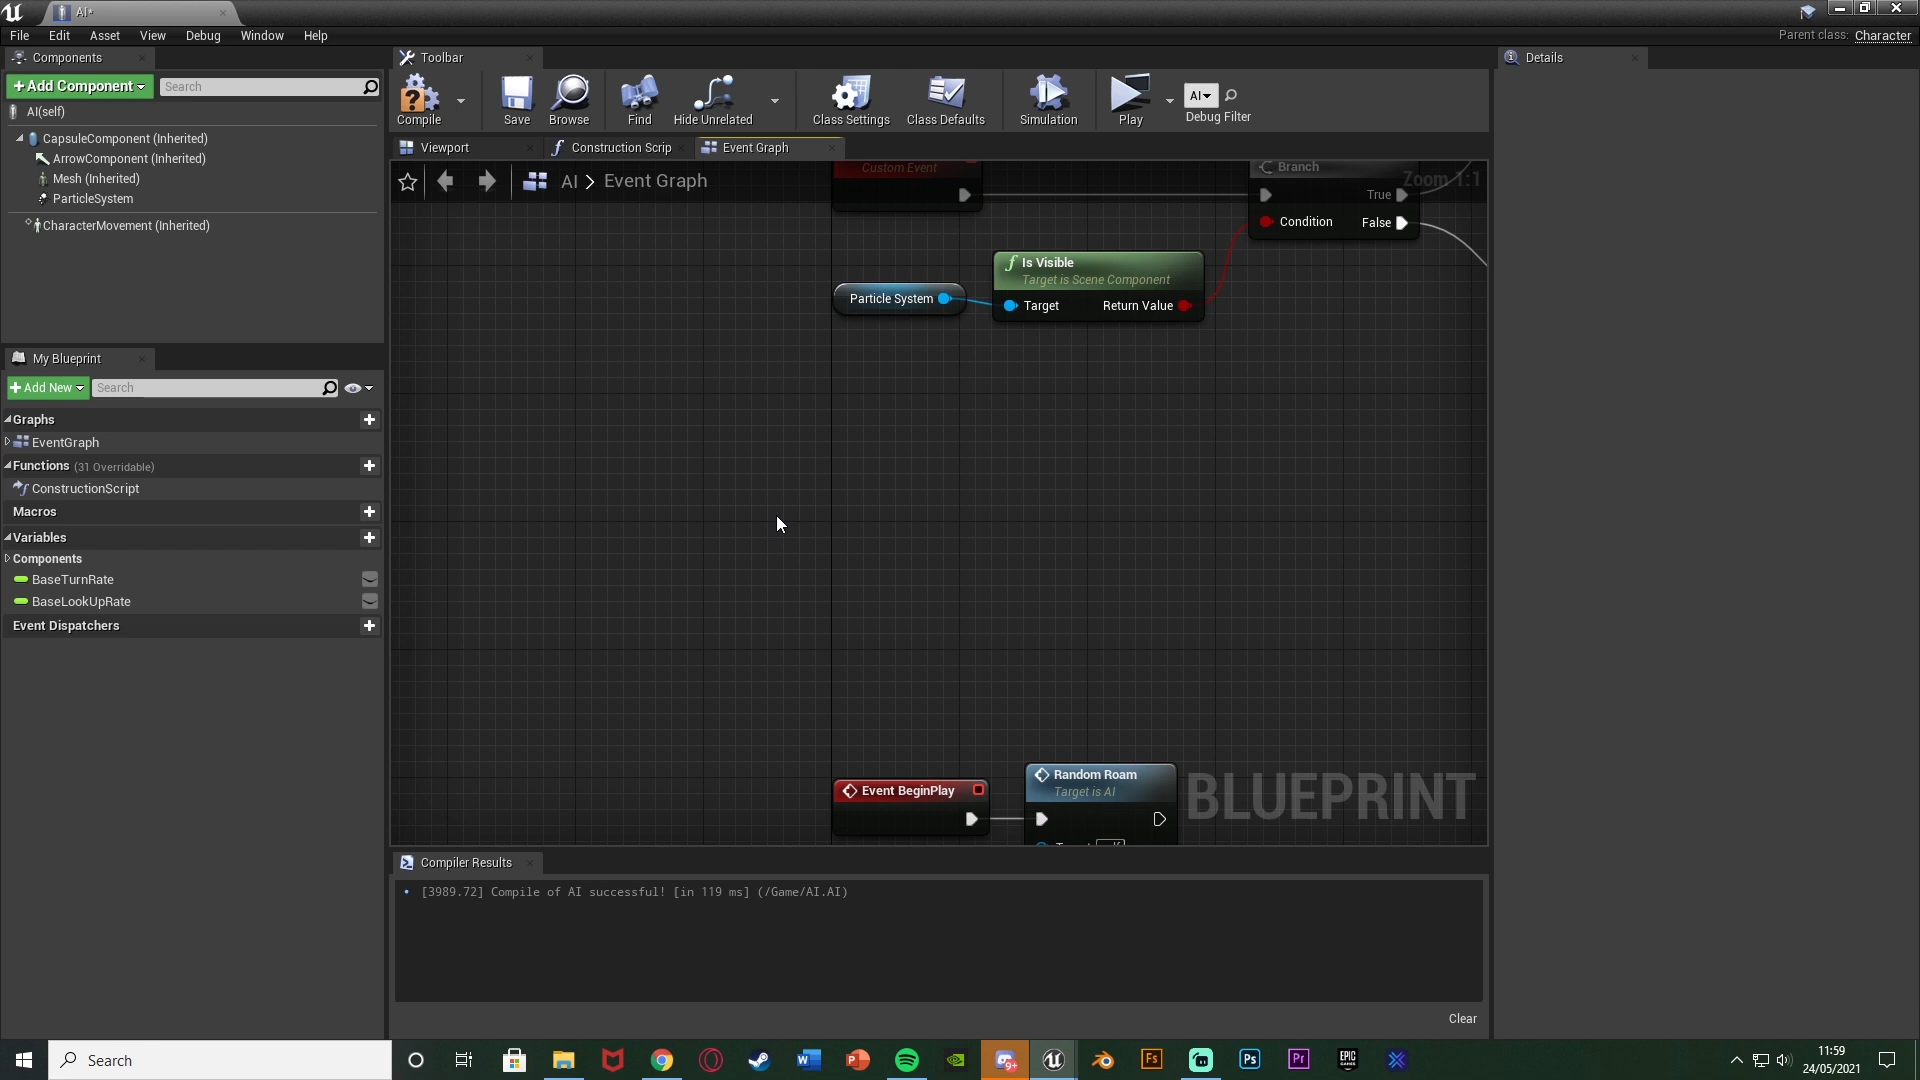 AI*
File Edit Asset View Debug Window Help
Parent class: Character
Components
Toolbar
Details
Add Component
Search
AI(self)
CapsuleComponent (Inherited)
ArrowComponent (Inherited)
Mesh (Inherited)
ParticleSystem
CharacterMovement (Inherited)
Compile
Save
Browse
Find
Hide Unrelated
Class Settings
Class Defaults
Simulation
Play
AI
Debug Filter
Viewport
Construction Scrip
Event Graph
AI > Event Graph
Zoom 1:1
Custom Event
Branch
True
Condition
False
Is Visible
Target is Scene Component
Particle System
Target
Return Value
My Blueprint
Add New
Search
Graphs
EventGraph
Functions (31 Overridable)
ConstructionScript
Macros
Variables
Components
BaseTurnRate
BaseLookUpRate
Event Dispatchers
Event BeginPlay
Random Roam
Target is AI
BLUEPRINT
Compiler Results
[3989.72] Compile of AI successful! [in 119 ms] (/Game/AI.AI)
Clear
Search
11:59
24/05/2021